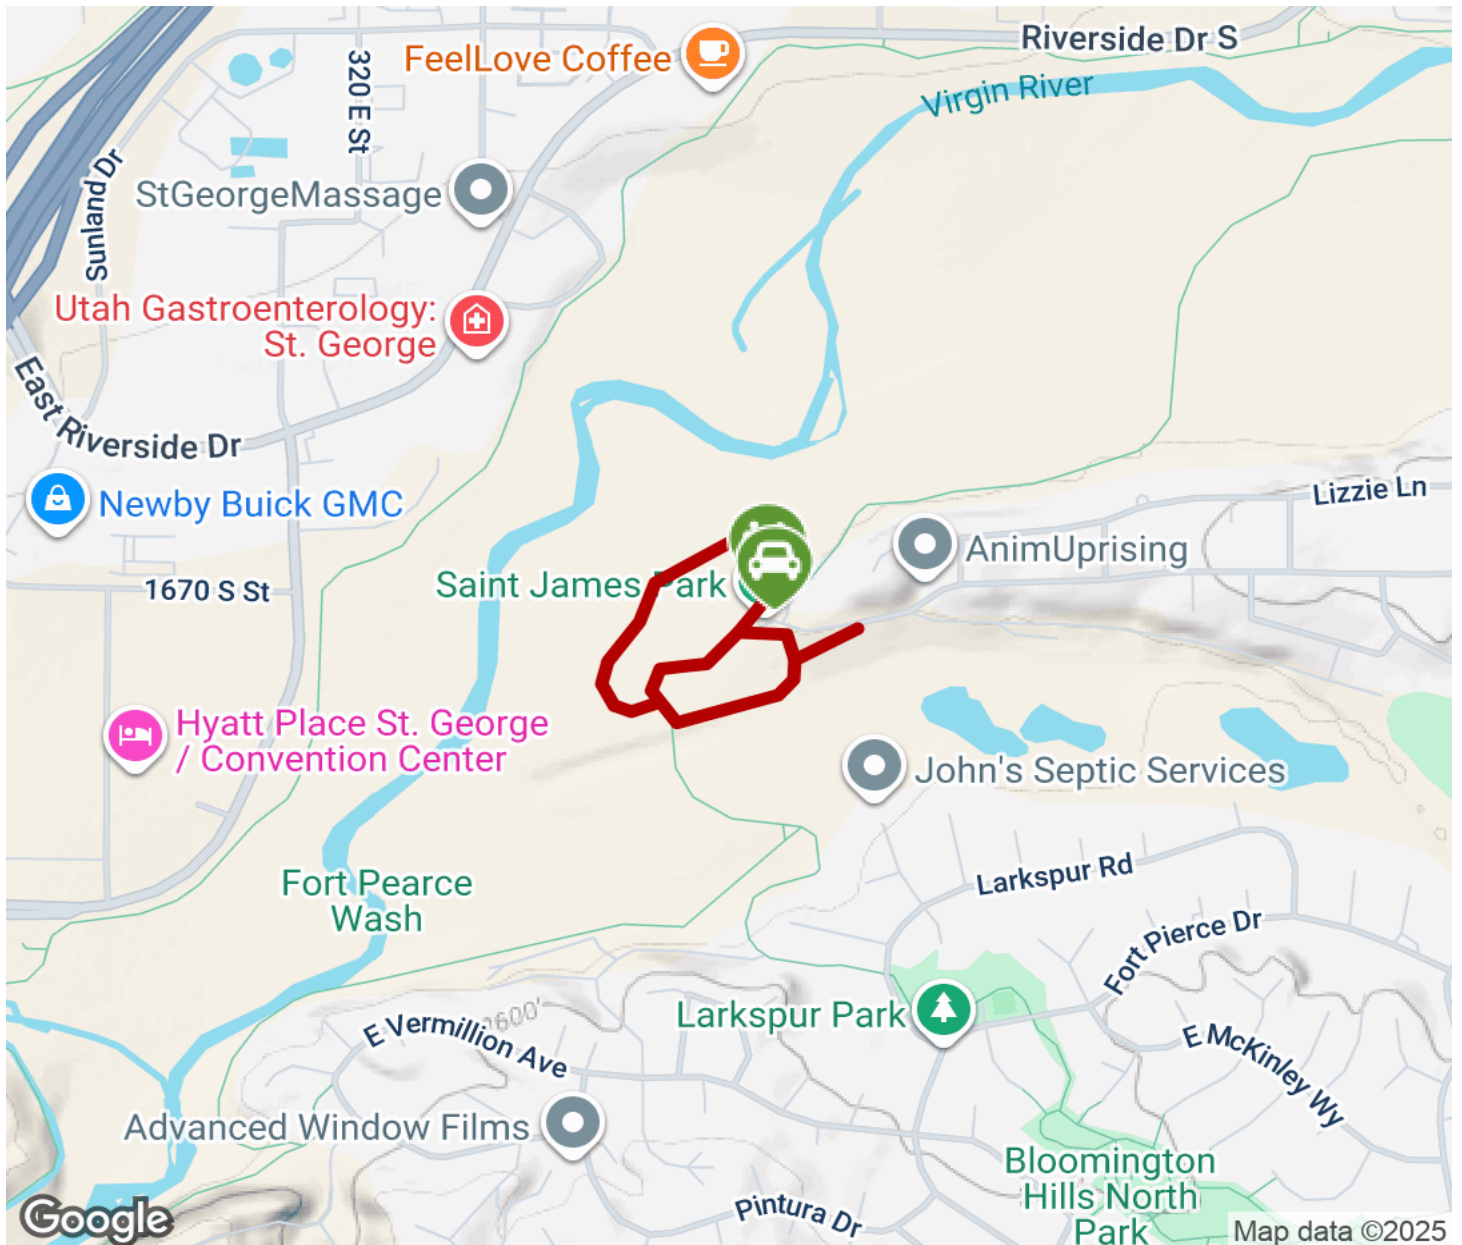 Riverside Dr S
FeelLove Coffee
320 E St
Virgin River
Sunland Dr
StGeorgeMassage
Utah Gastroenterology:
St. George
East Riverside Dr
Newby Buick GMC
Lizzie Ln
AnimUprising
1670 S St
Saint James Park
Hyatt Place St. George
/ Convention Center
John's Septic Services
Larkspur Rd
Fort Pearce
Wash
Fort Pierce Dr
1600'
Larkspur Park
E Vermillion Ave
E McKinley Wy
Advanced Window Films
Bloomington
Hills North
Park
Pintura Dr
Google
Map data ©2025